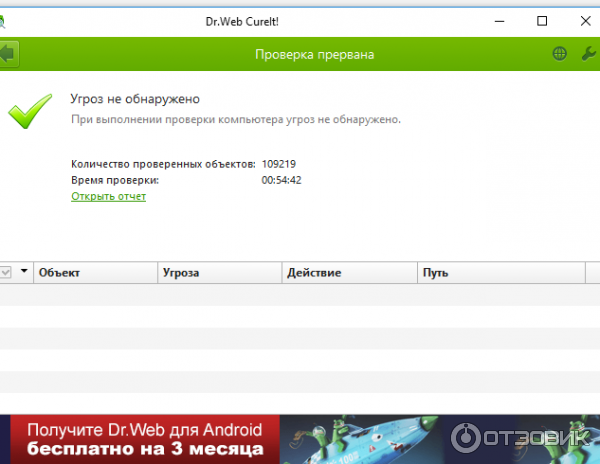 Dr.Web CureIt!
Проверка прервана
Угроз не обнаружено
При выполнении проверки компьютера угроз не обнаружено.
Количество проверенных объектов: 109219
Время проверки: 00:54:42
Открыть отчет
Объект Угроза Действие Путь
Получите Dr.Web для Android
бесплатно на 3 месяца
ОТЗОВИК